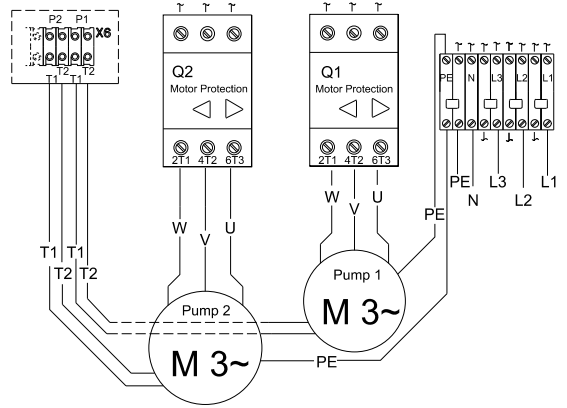 P2 P1
X6
T2 T2
T1 T1
Q2
Motor Protection
2T1 4T2 6T3
Q1
Motor Protection
2T1 4T2 6T3
PE N L3 L2 L1
PE L3 L1
N L2
W V U
W V U
PE
T1 T1
T2 T2
Pump 1
M 3~
Pump 2
M 3~
PE